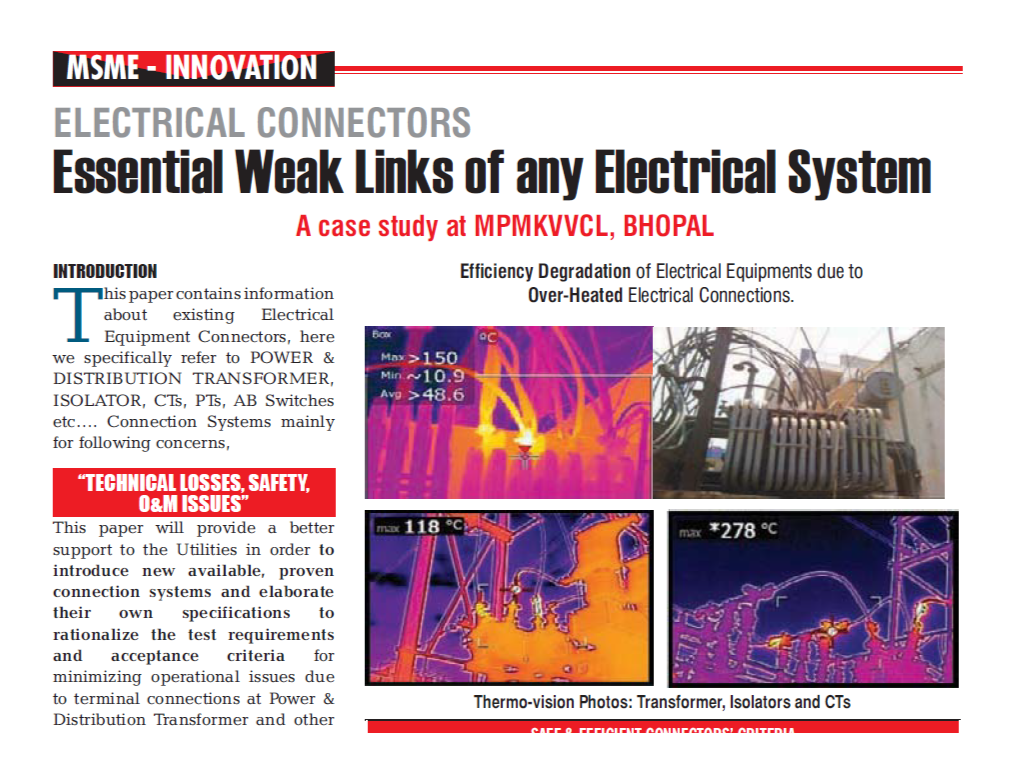 MSME - INNOVATION
ELECTRICAL CONNECTORS
Essential Weak Links of any Electrical System
A case study at MPMKVVCL, BHOPAL
INTRODUCTION
This paper contains information
about existing Electrical
Equipment Connectors, here
we specifically refer to POWER &
DISTRIBUTION TRANSFORMER,
ISOLATOR, CTs, PTs, AB Switches
etc…. Connection Systems mainly
for following concerns,
“TECHNICAL LOSSES, SAFETY,
O&M ISSUES”
This paper will provide a better
support to the Utilities in order to
introduce new available, proven
connection systems and elaborate
their own specifications to
rationalize the test requirements
and acceptance criteria for
minimizing operational issues due
to terminal connections at Power &
Distribution Transformer and other
Efficiency Degradation of Electrical Equipments due to
Over-Heated Electrical Connections.
Box °C
Max >150
Min ~10.9
Avg >48.6
max 118 °C
max *278 °C
Thermo-vision Photos: Transformer, Isolators and CTs
SAFE & EFFICIENT CONNECTORS' CRITERIA